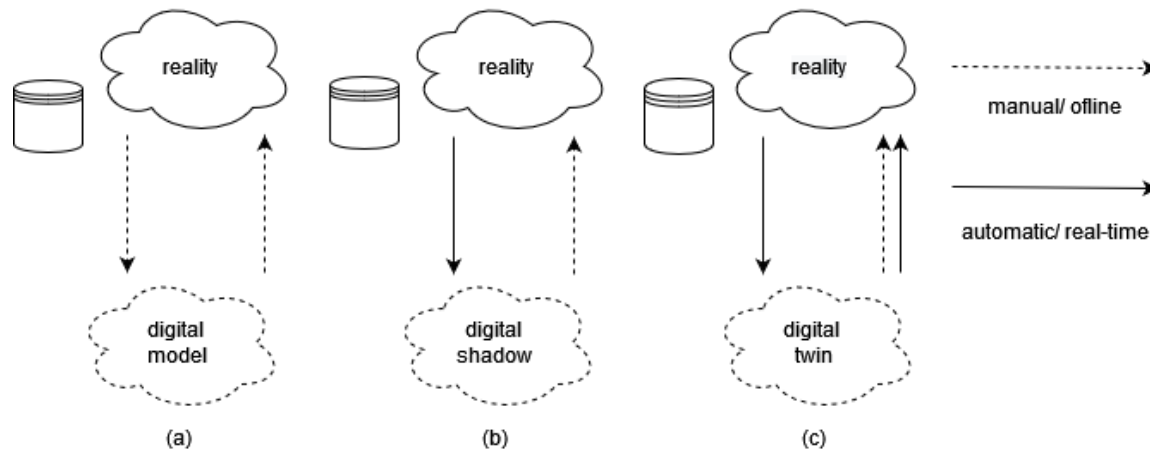 reality
reality
reality
manual/ ofline
automatic/ real-time
digital
model
digital
shadow
digital
twin
(a)
(b)
(c)